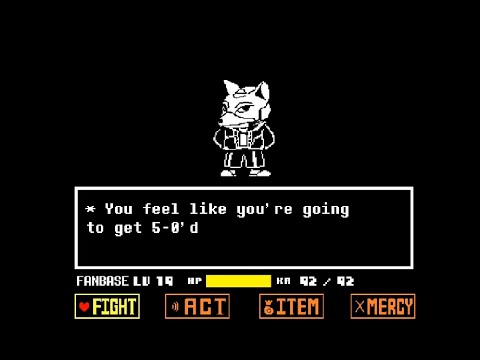 * You feel like you're going
to get 5-0'd
FANBASE LV 19 HP KR 92 / 92
FIGHT ACT ITEM MERCY